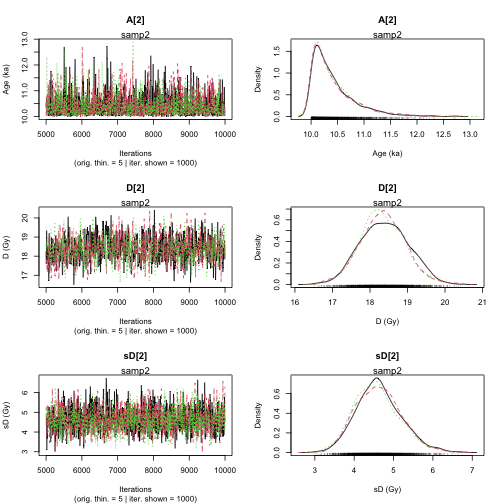 A[2]
samp2
Age (ka)
10.0 11.0 12.0 13.0
5000 6000 7000 8000 9000 10000
Iterations
(orig. thin. = 5 | iter. shown = 1000)
A[2]
samp2
Density
0.0 0.5 1.0 1.5
10.0 10.5 11.0 11.5 12.0 12.5 13.0
Age (ka)
D[2]
samp2
D (Gy)
17 18 19 20
5000 6000 7000 8000 9000 10000
Iterations
(orig. thin. = 5 | iter. shown = 1000)
D[2]
samp2
Density
0.0 0.2 0.4 0.6
16 17 18 19 20 21
D (Gy)
sD[2]
samp2
sD (Gy)
3 4 5 6
5000 6000 7000 8000 9000 10000
Iterations
(orig. thin. = 5 | iter. shown = 1000)
sD[2]
samp2
Density
0.0 0.2 0.4 0.6
3 4 5 6 7
sD (Gy)